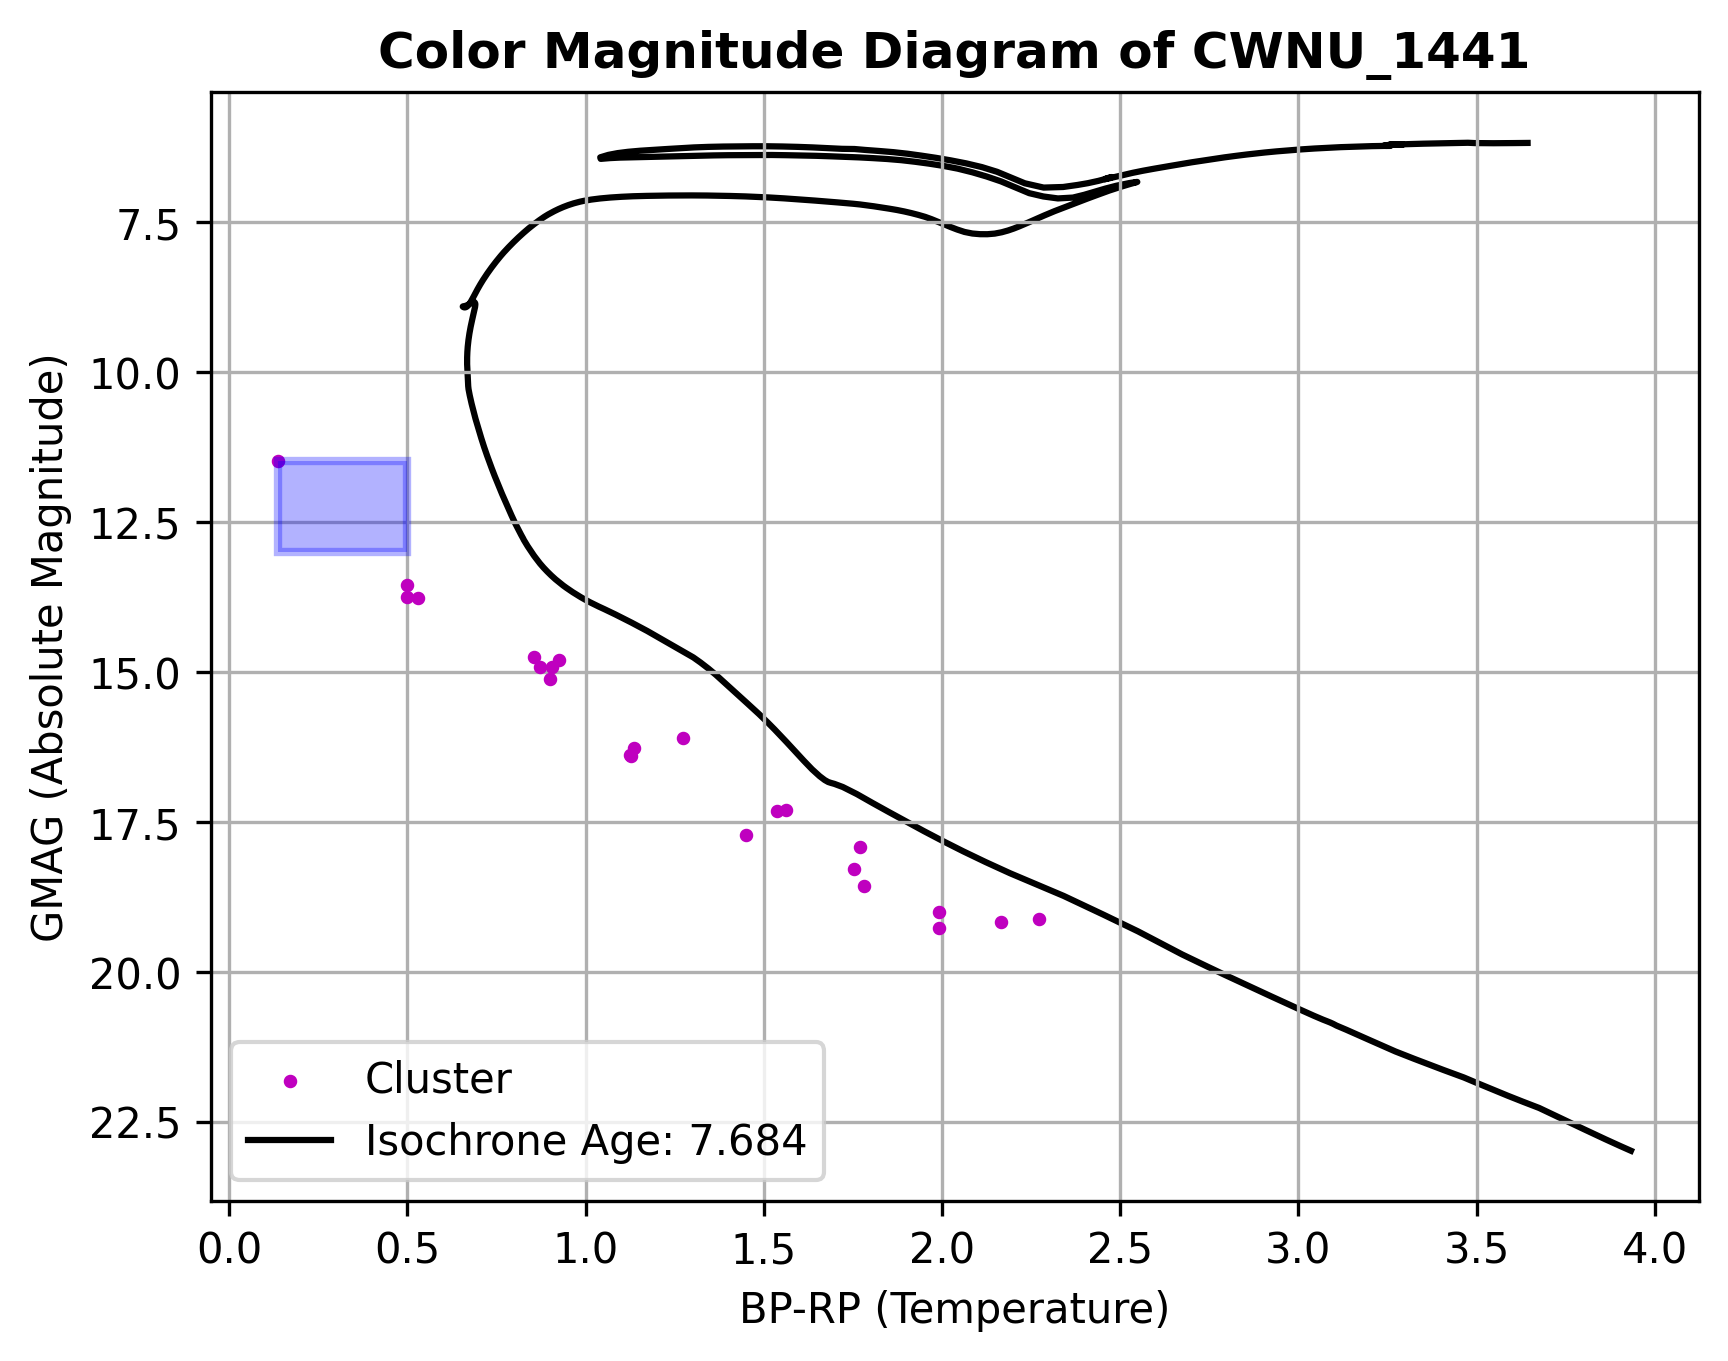 Color Magnitude Diagram of CWNU_1441
GMAG (Absolute Magnitude)
7.5
10.0
12.5
15.0
17.5
20.0
22.5
Cluster
Isochrone Age: 7.684
0.0 0.5 1.0 1.5 2.0 2.5 3.0 3.5 4.0
BP-RP (Temperature)